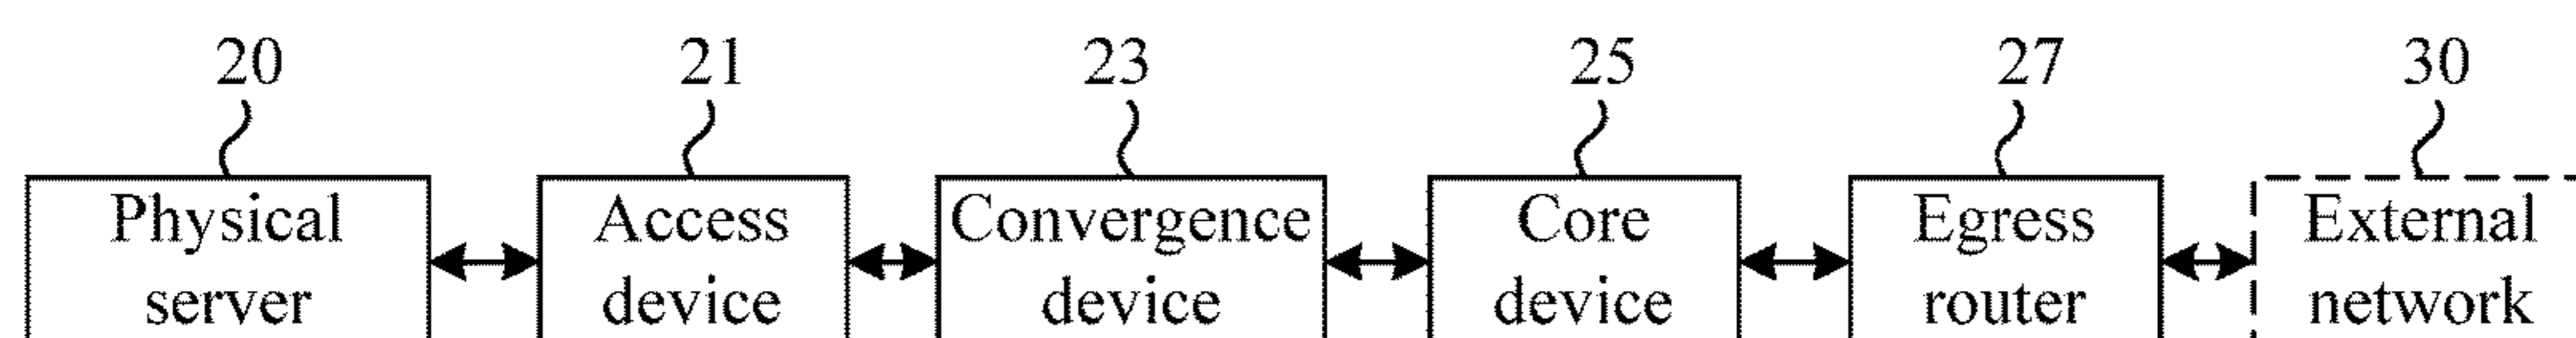 20 21 23 25 27 30
Physical Access Convergence Core Egress External
server device device device router network